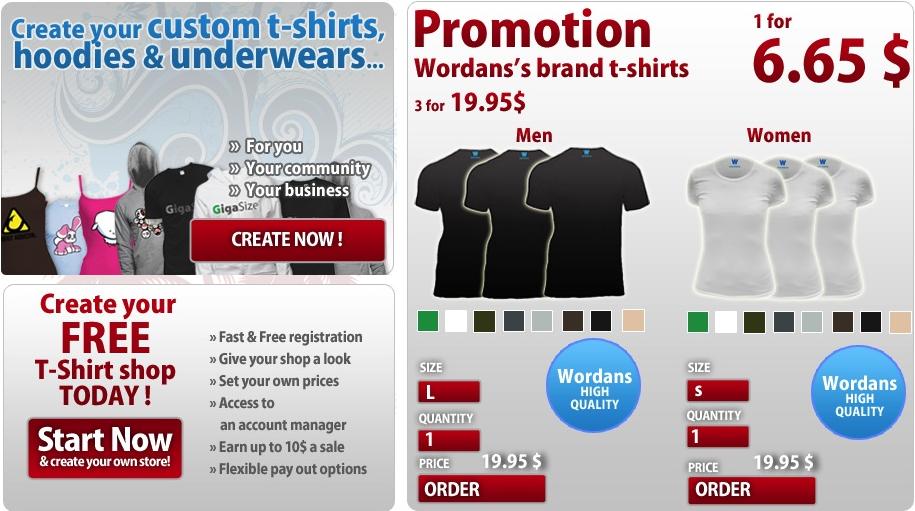 Create your custom t-shirts,
hoodies & underwears...
» For you
» Your community
» Your business
GigaSize
CREATE NOW !
Create your
FREE
T-Shirt shop
TODAY !
Start Now
& create your own store!
» Fast & Free registration
» Give your shop a look
» Set your own prices
» Access to
an account manager
» Earn up to 10$ a sale
» Flexible pay out options
Promotion
Wordans's brand t-shirts
3 for 19.95$
1 for
6.65 $
Men
SIZE
L
QUANTITY
1
PRICE 19.95 $
ORDER
Wordans
HIGH
QUALITY
Women
W
W
SIZE
S
QUANTITY
1
PRICE 19.95 $
ORDER
Wordans
HIGH
QUALITY